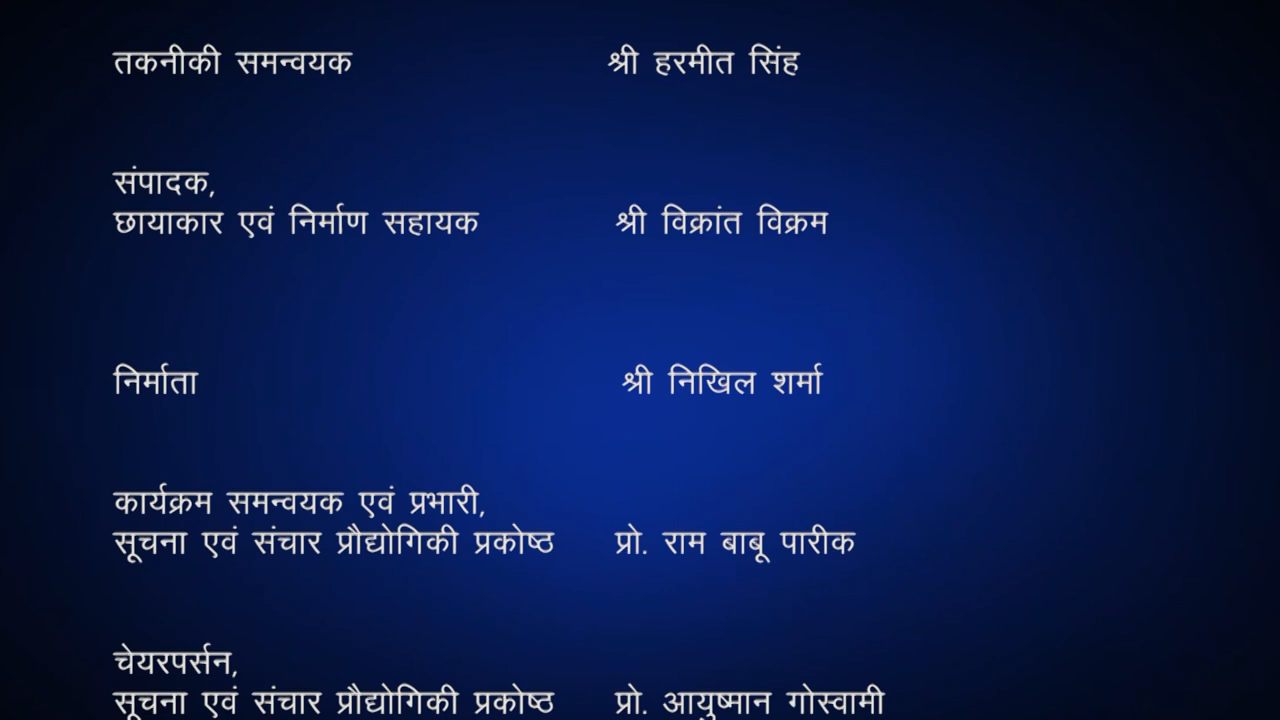 तकनीकी समन्वयक श्री हरमीत सिंह
संपादक,
छायाकार एवं निर्माण सहायक श्री विक्रांत विक्रम
निर्माता श्री निखिल शर्मा
कार्यक्रम समन्वयक एवं प्रभारी,
सूचना एवं संचार प्रौद्योगिकी प्रकोष्ठ प्रो. राम बाबू पारीक
चेयरपर्सन,
सूचना एवं संचार प्रौद्योगिकी प्रकोष्ठ प्रो. आयुष्मान गोस्वामी